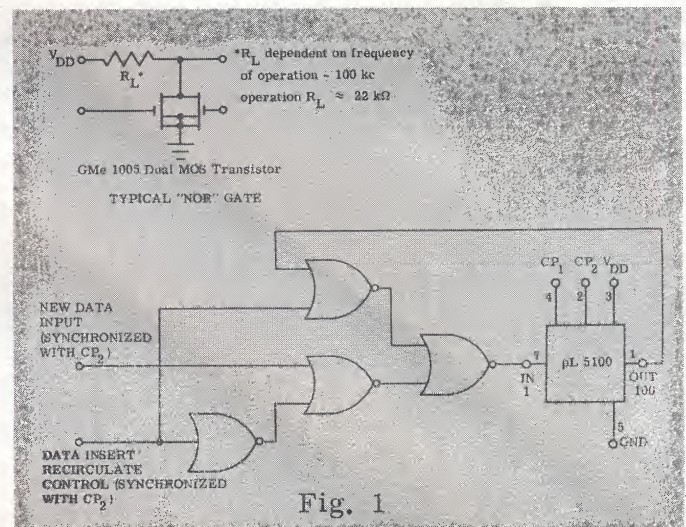 V_DD
R_L*
*R_L dependent on frequency
of operation - 100 kc
operation R_L ≈ 22 kΩ
GMe 1005 Dual MOS Transistor
TYPICAL "NOR" GATE
CP_1 CP_2 V_DD
4 2 3
NEW DATA
INPUT
(SYNCHRONIZED
WITH CP_2)
7
IN
1
pL 5100
1
OUT
100
5
GND
DATA INSERT
RECIRCULATE
CONTROL (SYNCHRONIZED
WITH CP_2)
Fig. 1